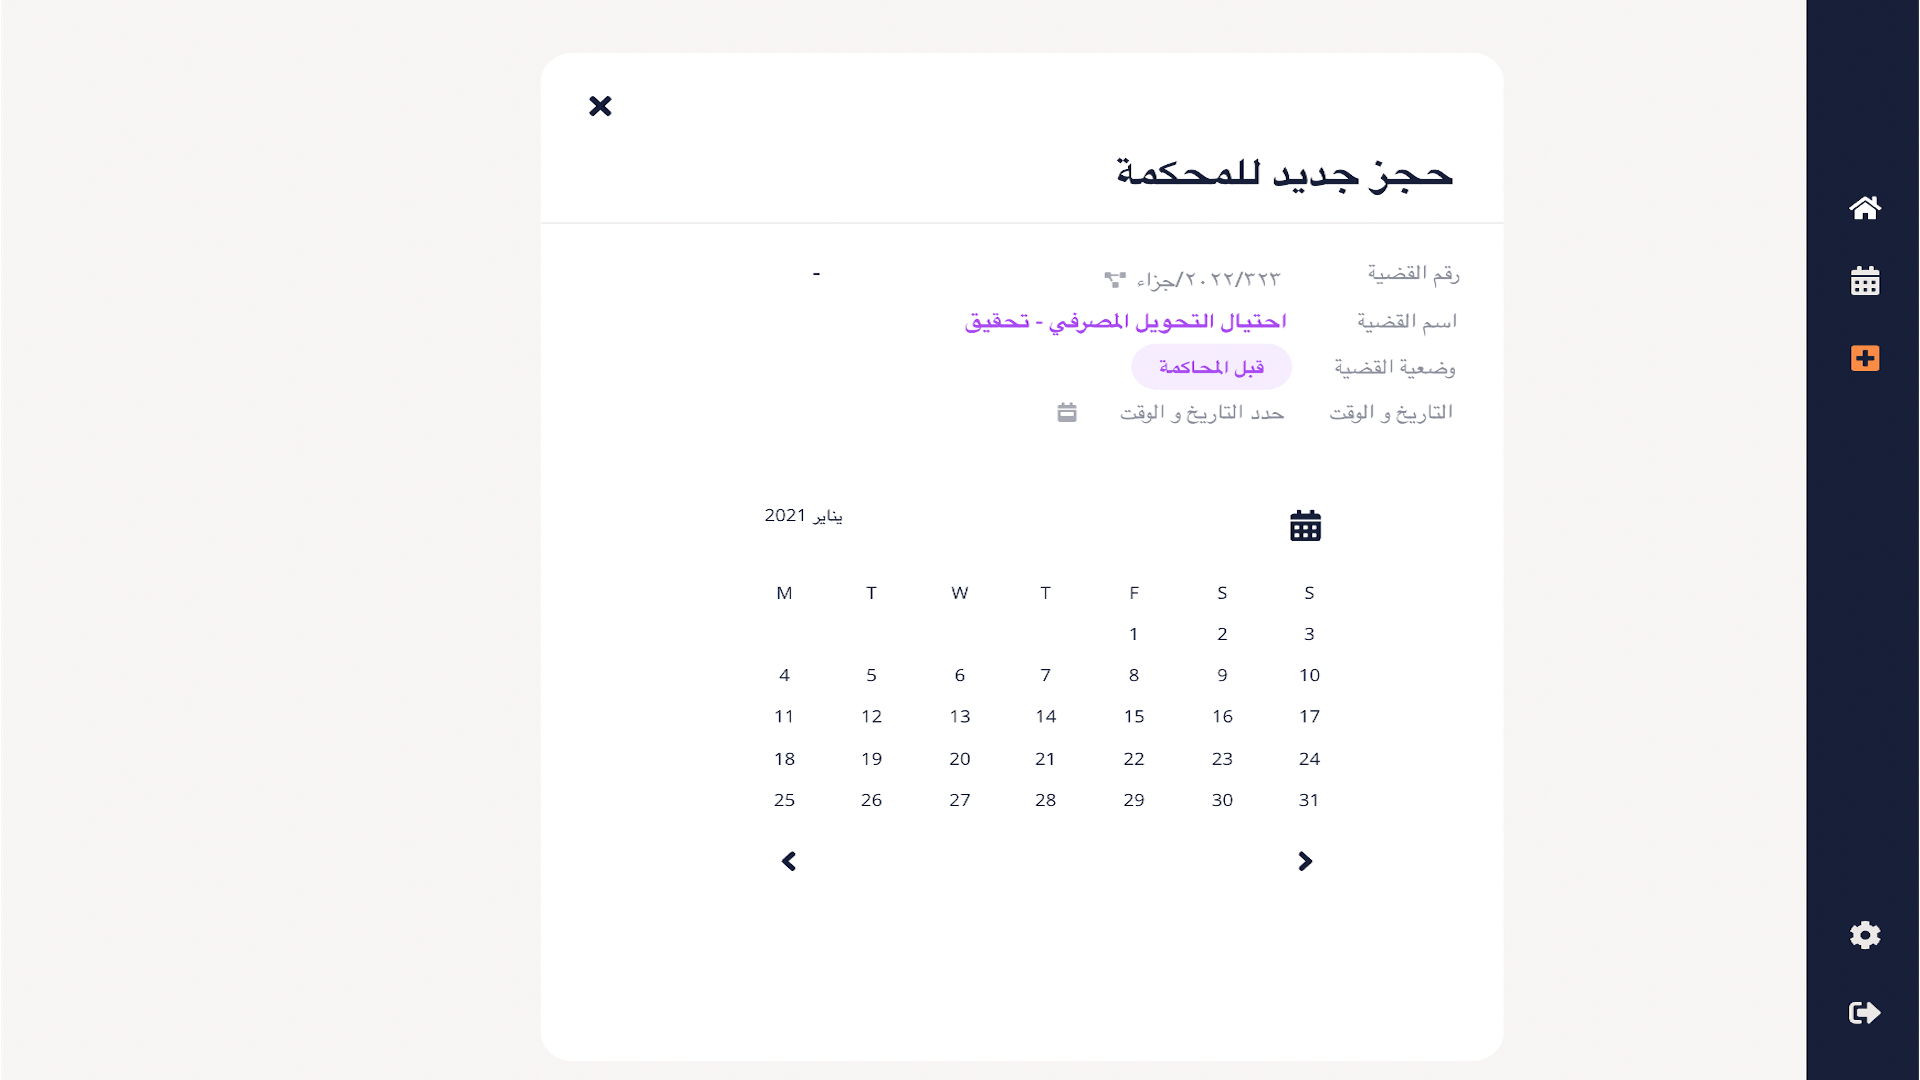 حجز جديد للمحكمة
رقم القضية ٢٠٢٢/٣٢٣/جزاء -
اسم القضية احتيال التحويل المصرفي - تحقيق
وضعية القضية قبل المحاكمة
التاريخ و الوقت حدد التاريخ و الوقت
يناير 2021
M T W T F S S
1 2 3
4 5 6 7 8 9 10
11 12 13 14 15 16 17
18 19 20 21 22 23 24
25 26 27 28 29 30 31